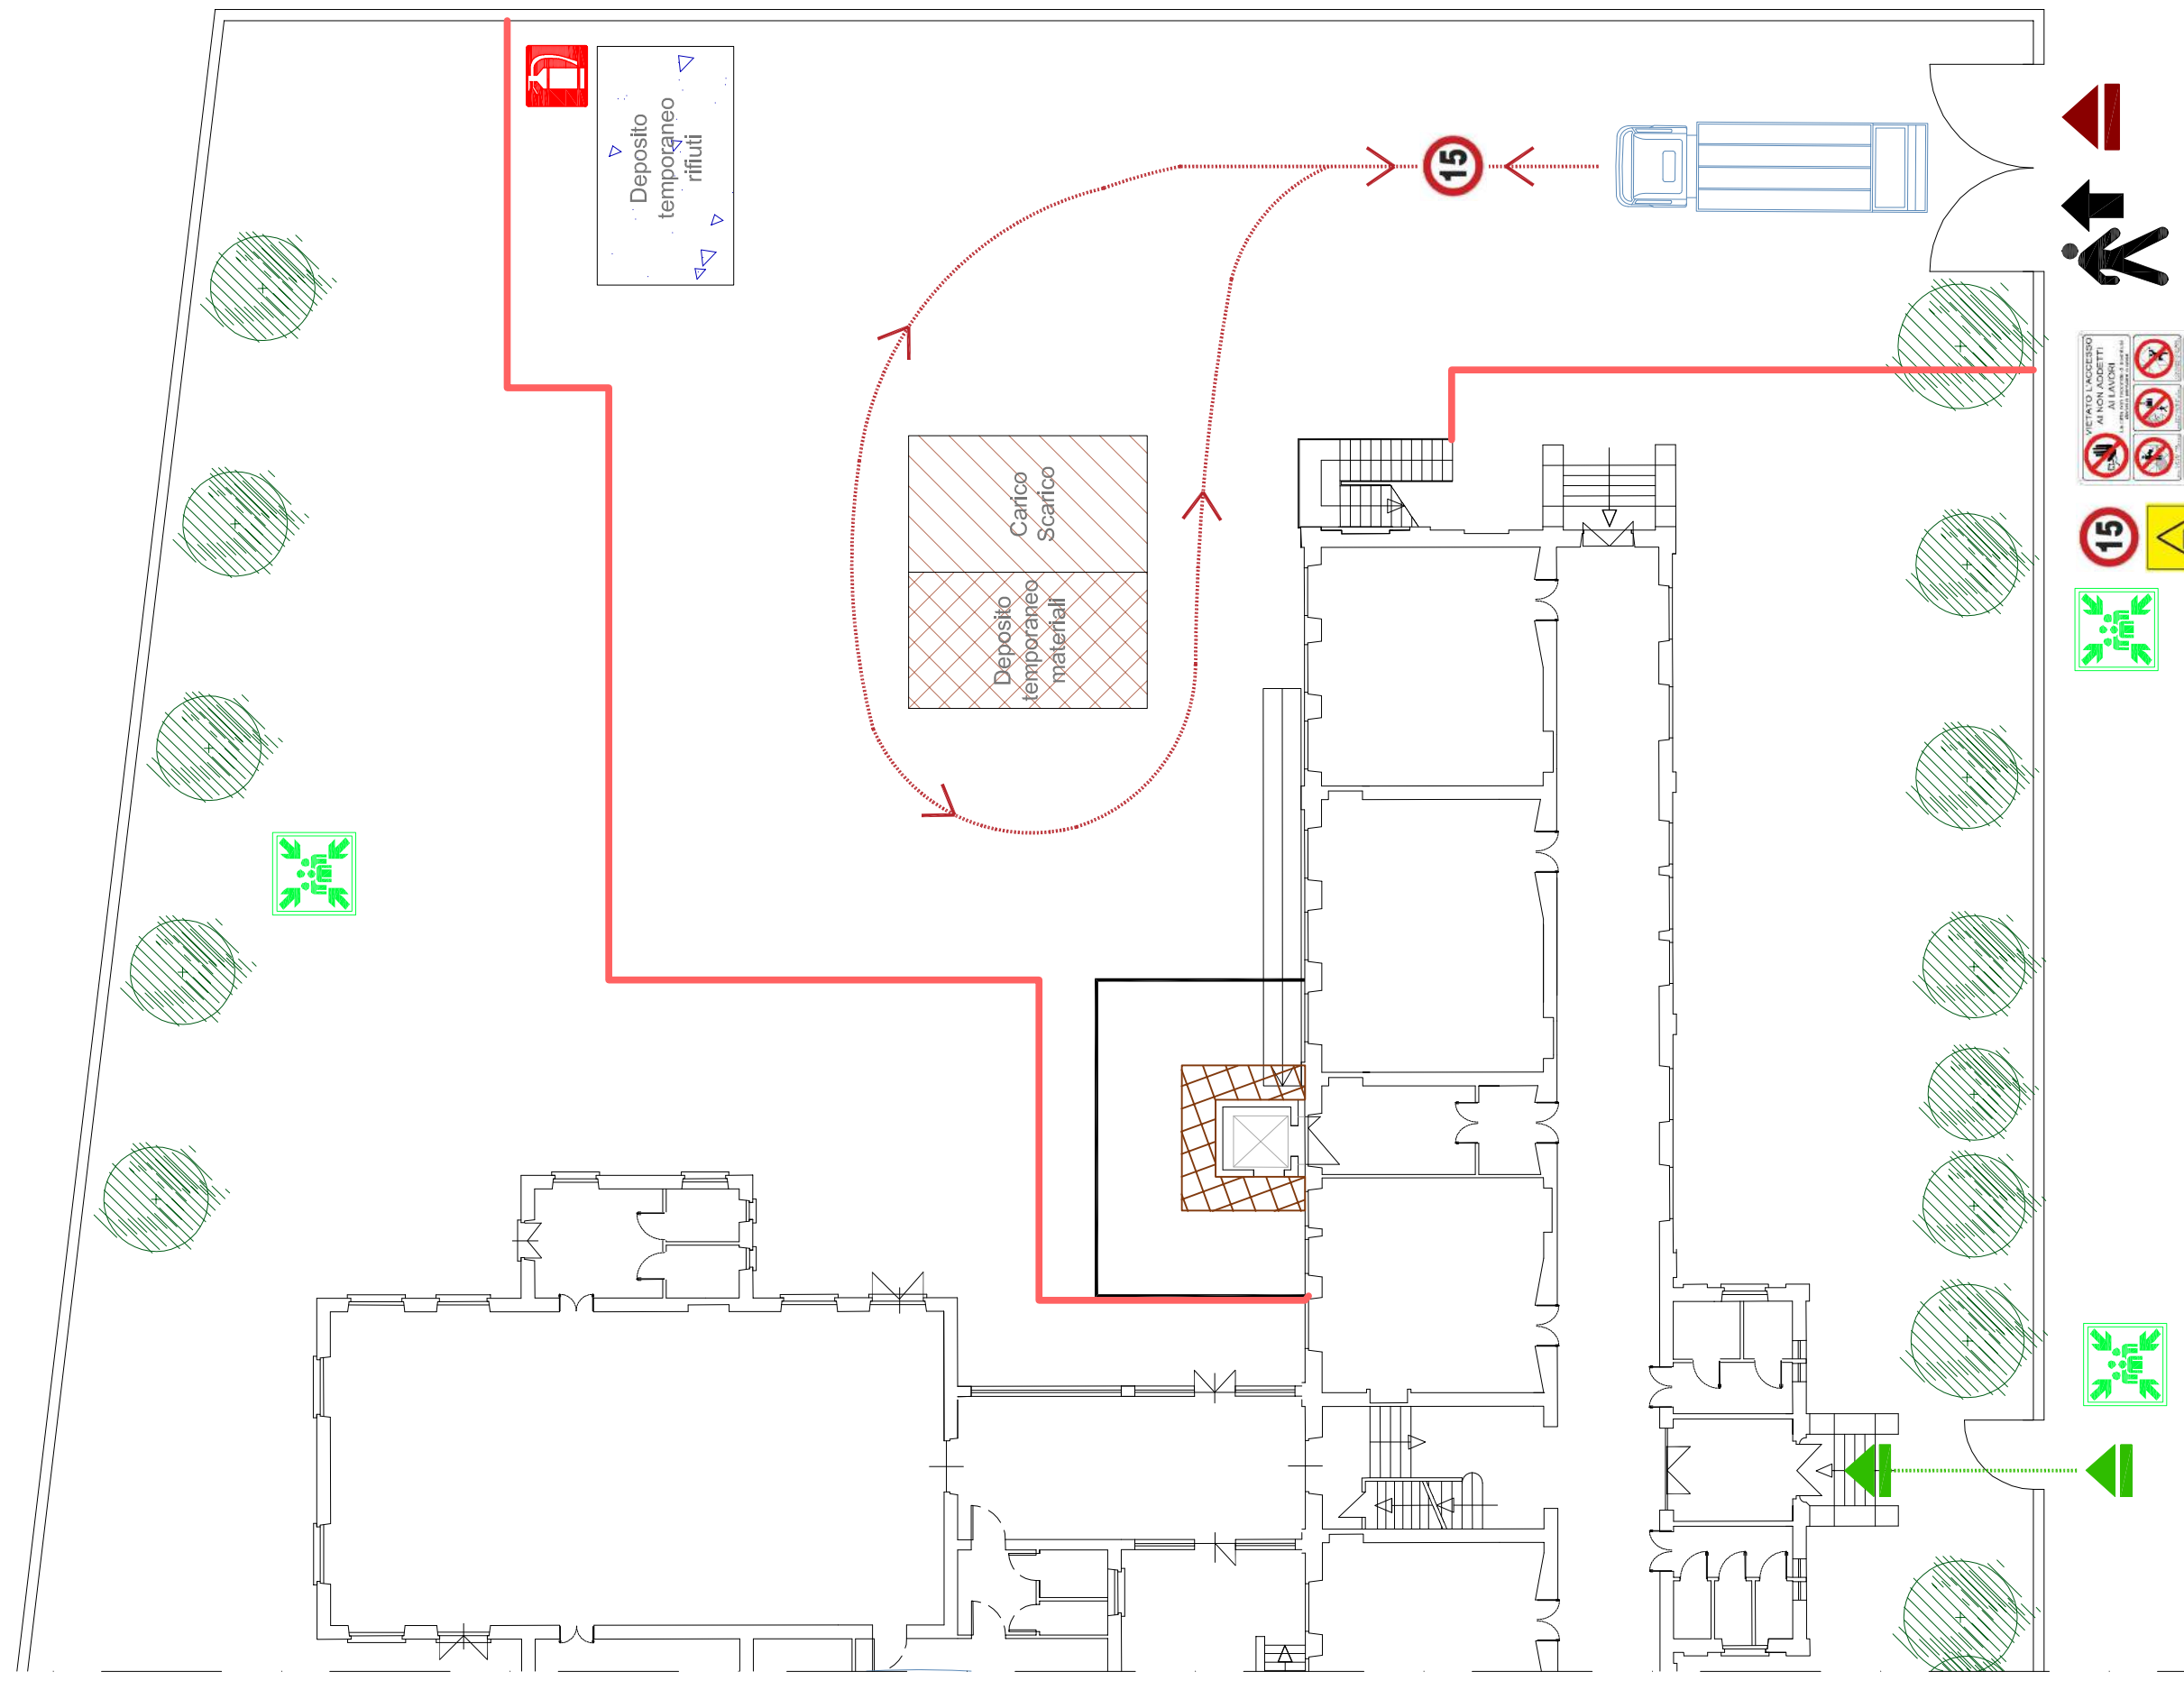 Deposito
temporaneo
rifiuti
15
Carico
Scarico
Deposito
temporaneo
materiali
VIETATO L'ACCESSO
AI NON ADDETTI
AI LAVORI
15